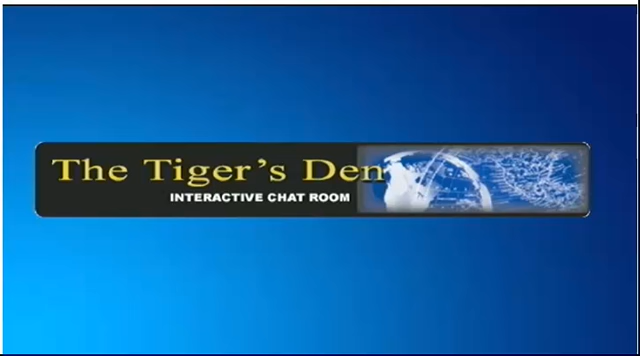 The Tiger's Den
INTERACTIVE CHAT ROOM